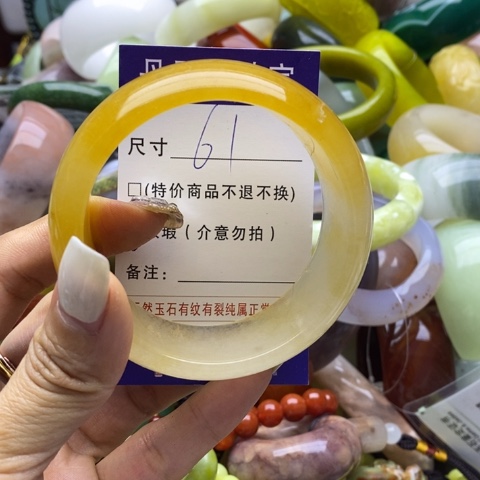 尺寸 61
□(特价商品不退不换)
瑕(介意勿拍)
备注:
然玉石有纹有裂纯属正常